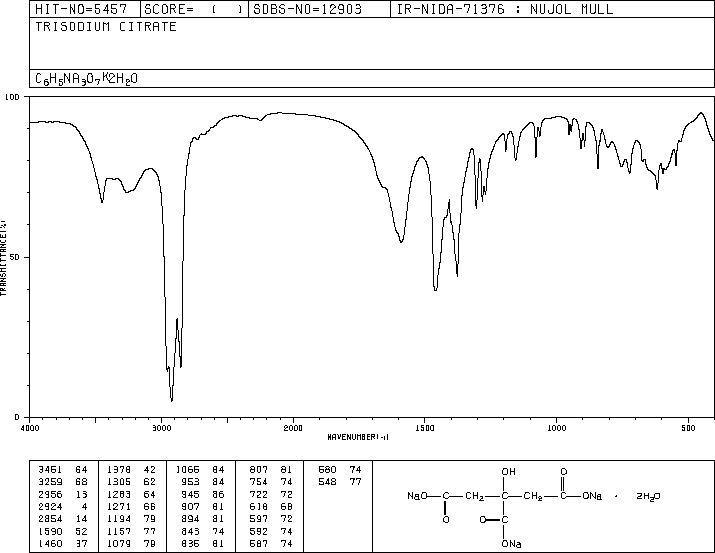 HIT-NO=5457 SCORE= ( ) SDBS-NO=12903 IR-NIDA-71376 : NUJOL MULL
TRISODIUM CITRATE
C6H5NA3O7K2H2O
100
50
0
TRANSMITTANCE(%)
4000 3000 2000 1500 1000 500
WAVENUMBER(-1)
3451 64 1378 42 1066 84 807 81 680 74
3259 68 1305 62 953 84 754 74 548 77
2956 13 1283 64 945 86 722 72
2924 4 1271 66 907 81 618 68
2854 14 1194 79 894 81 597 72
1590 52 1157 77 843 74 592 74
1460 37 1079 78 836 81 587 74
OH O
NaO—C—CH2—C—CH2—C—ONa · 2H2O
O O=C
ONa